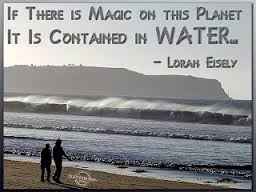 If There is Magic on this Planet
It Is Contained in WATER...
– Loran Eisely